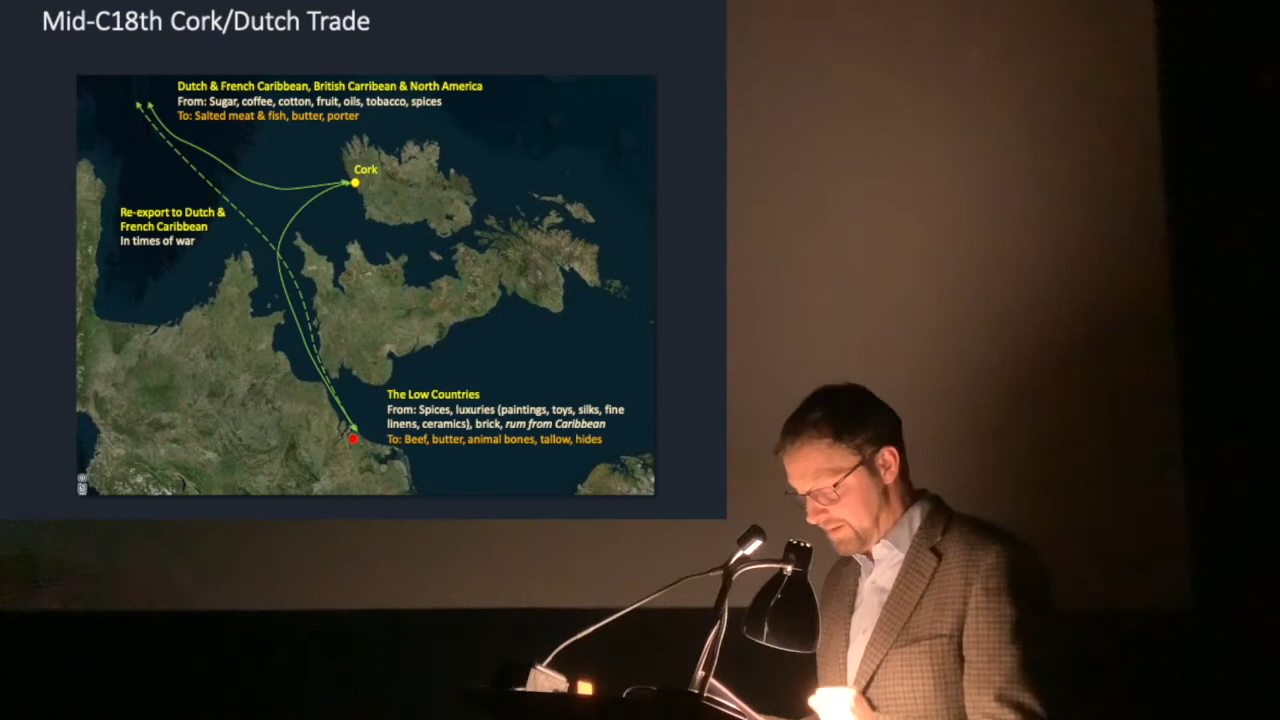 Mid-C18th Cork/Dutch Trade
Dutch & French Caribbean, British Carribean & North America
From: Sugar, coffee, cotton, fruit, oils, tobacco, spices
To: Salted meat & fish, butter, porter
Cork
Re-export to Dutch &
French Caribbean
In times of war
The Low Countries
From: Spices, luxuries (paintings, toys, silks, fine
linens, ceramics), brick, rum from Caribbean
To: Beef, butter, animal bones, tallow, hides